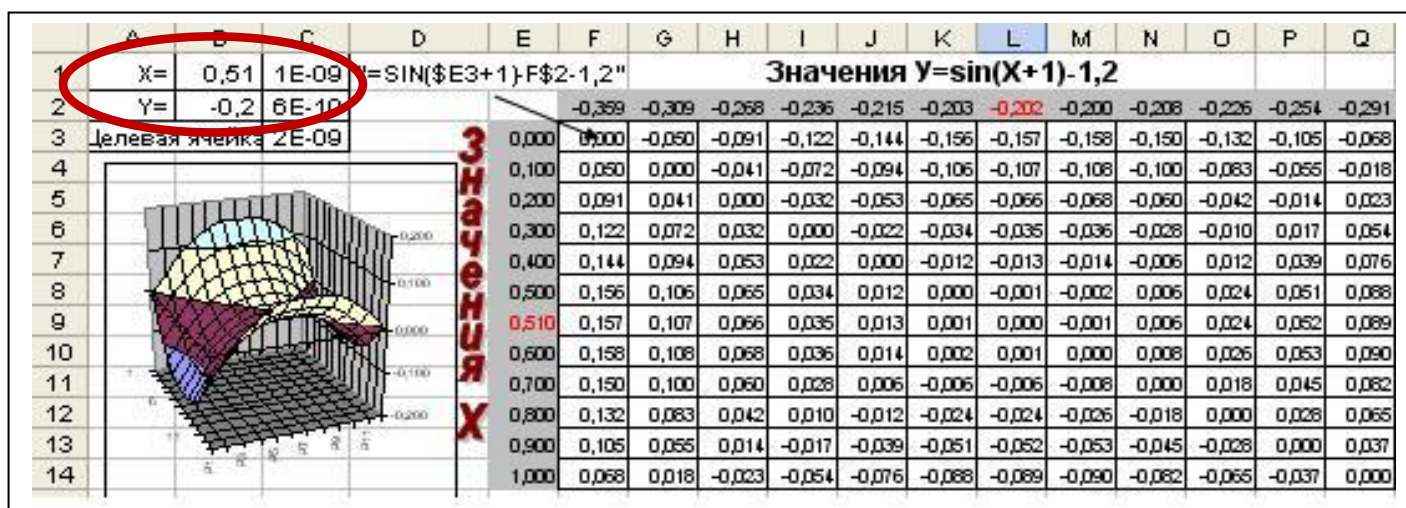 A B C D E F G H I J K L M N O P Q
1 X= 0,51 1E-09 "=SIN($E3+1)-F$2-1,2" Значения У=sin(X+1)-1,2
2 Y= -0,2 6E-10 -0,359 -0,309 -0,268 -0,236 -0,215 -0,203 -0,202 -0,200 -0,208 -0,226 -0,254 -0,291
3 Целевая ячейка 2E-09 0,000 0,000 -0,050 -0,091 -0,122 -0,144 -0,156 -0,157 -0,158 -0,150 -0,132 -0,105 -0,068
4 0,100 0,050 0,000 -0,041 -0,072 -0,094 -0,106 -0,107 -0,108 -0,100 -0,083 -0,055 -0,018
5 0,200 0,091 0,041 0,000 -0,032 -0,053 -0,065 -0,066 -0,068 -0,060 -0,042 -0,014 0,023
6 0,300 0,122 0,072 0,032 0,000 -0,022 -0,034 -0,035 -0,036 -0,028 -0,010 0,017 0,054
7 0,400 0,144 0,094 0,053 0,022 0,000 -0,012 -0,013 -0,014 -0,006 0,012 0,039 0,076
8 0,500 0,156 0,106 0,065 0,034 0,012 0,000 -0,001 -0,002 0,006 0,024 0,051 0,088
9 0,510 0,157 0,107 0,066 0,035 0,013 0,001 0,000 -0,001 0,006 0,024 0,052 0,089
10 0,600 0,158 0,108 0,068 0,036 0,014 0,002 0,001 0,000 0,008 0,026 0,053 0,090
11 0,700 0,150 0,100 0,060 0,028 0,006 -0,006 -0,006 -0,008 0,000 0,018 0,045 0,082
12 0,800 0,132 0,083 0,042 0,010 -0,012 -0,024 -0,024 -0,026 -0,018 0,000 0,028 0,065
13 0,900 0,105 0,055 0,014 -0,017 -0,039 -0,051 -0,052 -0,053 -0,045 -0,028 0,000 0,037
14 1,000 0,068 0,018 -0,023 -0,054 -0,076 -0,088 -0,089 -0,090 -0,082 -0,065 -0,037 0,000
Значения X
0,200
0,100
0,000
-0,100
-0,200